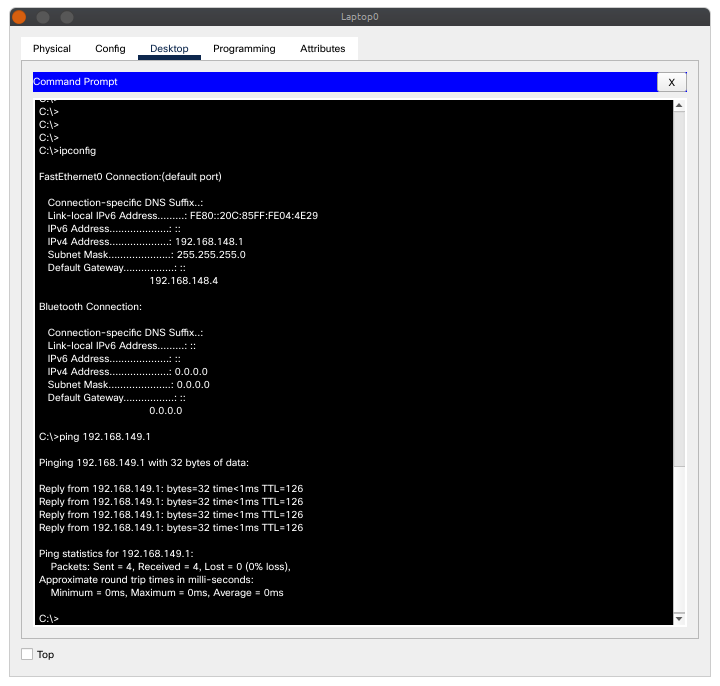 Laptop0
Physical Config Desktop Programming Attributes
Command Prompt X
C:\>
C:\>
C:\>
C:\>
C:\>ipconfig
FastEthernet0 Connection:(default port)
Connection-specific DNS Suffix..:
Link-local IPv6 Address.........: FE80::20C:85FF:FE04:4E29
IPv6 Address....................: ::
IPv4 Address....................: 192.168.148.1
Subnet Mask.....................: 255.255.255.0
Default Gateway.................: ::
192.168.148.4
Bluetooth Connection:
Connection-specific DNS Suffix..:
Link-local IPv6 Address.........: ::
IPv6 Address....................: ::
IPv4 Address....................: 0.0.0.0
Subnet Mask.....................: 0.0.0.0
Default Gateway.................: ::
0.0.0.0
C:\>ping 192.168.149.1
Pinging 192.168.149.1 with 32 bytes of data:
Reply from 192.168.149.1: bytes=32 time<1ms TTL=126
Reply from 192.168.149.1: bytes=32 time<1ms TTL=126
Reply from 192.168.149.1: bytes=32 time<1ms TTL=126
Reply from 192.168.149.1: bytes=32 time<1ms TTL=126
Ping statistics for 192.168.149.1:
Packets: Sent = 4, Received = 4, Lost = 0 (0% loss),
Approximate round trip times in milli-seconds:
Minimum = 0ms, Maximum = 0ms, Average = 0ms
C:\>
Top